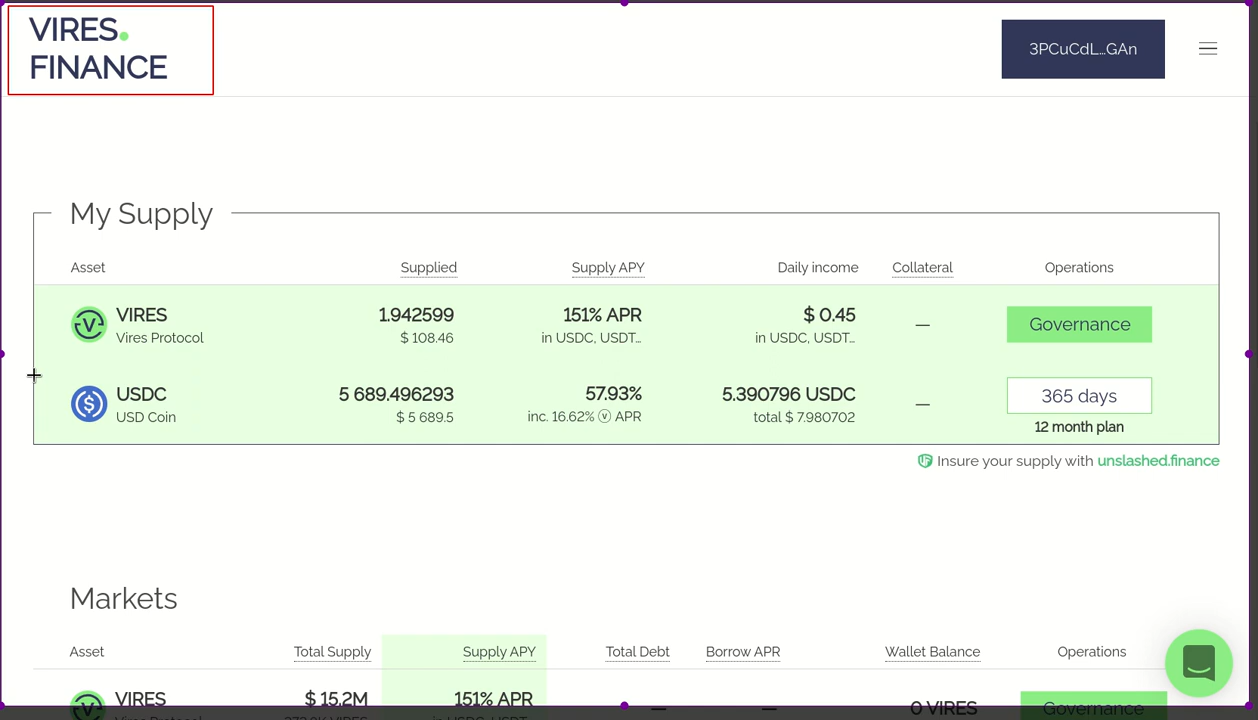 VIRES.
FINANCE
3PCuCdL...GAn
My Supply
Asset Supplied Supply APY Daily income Collateral Operations
VIRES 1.942599 151% APR $ 0.45 — Governance
Vires Protocol $ 108.46 in USDC, USDT... in USDC, USDT...
USDC 5 689.496293 57.93% 5.390796 USDC — 365 days
USD Coin $ 5 689.5 inc. 16.62% ⓥ APR total $ 7.980702 12 month plan
Insure your supply with unslashed.finance
Markets
Asset Total Supply Supply APY Total Debt Borrow APR Wallet Balance Operations
VIRES $ 15.2M 151% APR — — 0 VIRES Governance